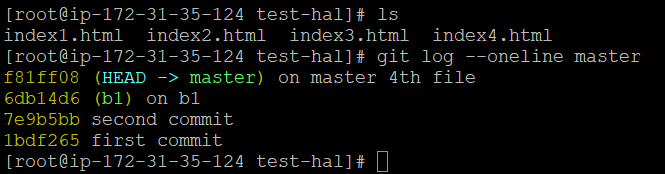 [root@ip-172-31-35-124 test-hal]# ls
index1.html  index2.html  index3.html  index4.html
[root@ip-172-31-35-124 test-hal]# git log --oneline master
f81ff08 (HEAD -> master) on master 4th file
6db14d6 (b1) on b1
7e9b5bb second commit
1bdf265 first commit
[root@ip-172-31-35-124 test-hal]#